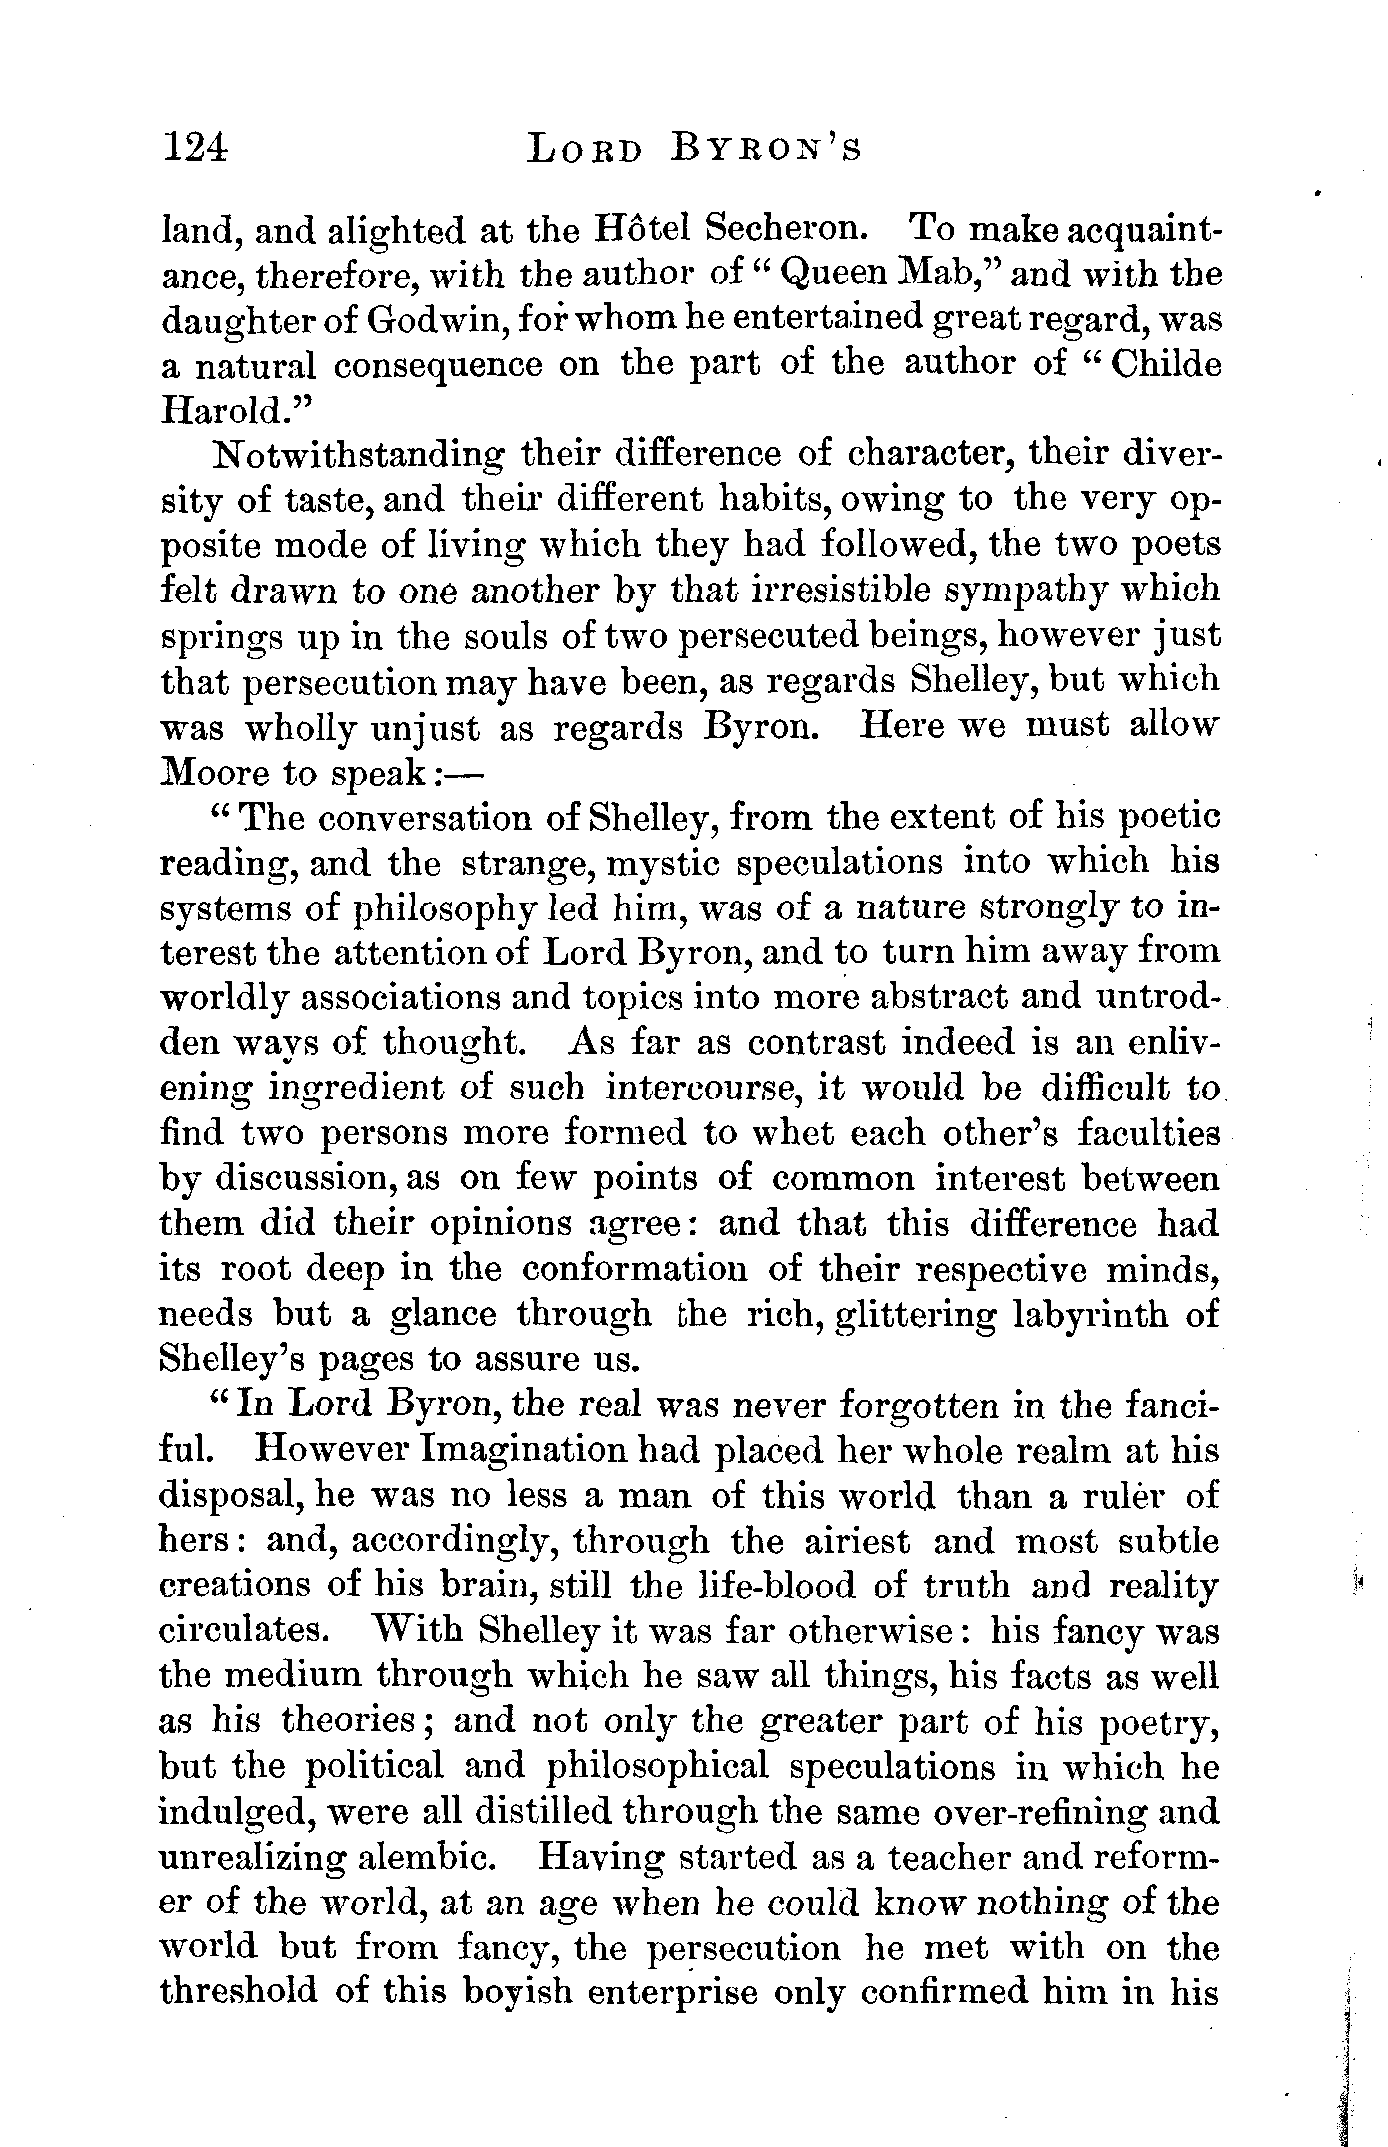 124 LORD BYRON'S
land, and alighted at the Hôtel Secheron. To make acquaint-
ance, therefore, with the author of “ Queen Mab,” and with the
daughter of Godwin, for whom he entertained great regard, was
a natural consequence on the part of the author of “ Childe
Harold.”
Notwithstanding their difference of character, their diver-
sity of taste, and their different habits, owing to the very op-
posite mode of living which they had followed, the two poets
felt drawn to one another by that irresistible sympathy which
springs up in the souls of two persecuted beings, however just
that persecution may have been, as regards Shelley, but which
was wholly unjust as regards Byron. Here we must allow
Moore to speak :—
“ The conversation of Shelley, from the extent of his poetic
reading, and the strange, mystic speculations into which his
systems of philosophy led him, was of a nature strongly to in-
terest the attention of Lord Byron, and to turn him away from
worldly associations and topics into more abstract and untrod-
den ways of thought. As far as contrast indeed is an enliv-
ening ingredient of such intercourse, it would be difficult to
find two persons more formed to whet each other's faculties
by discussion, as on few points of common interest between
them did their opinions agree: and that this difference had
its root deep in the conformation of their respective minds,
needs but a glance through the rich, glittering labyrinth of
Shelley's pages to assure us.
“ In Lord Byron, the real was never forgotten in the fanci-
ful. However Imagination had placed her whole realm at his
disposal, he was no less a man of this world than a ruler of
hers : and, accordingly, through the airiest and most subtle
creations of his brain, still the life-blood of truth and reality
circulates. With Shelley it was far otherwise : his fancy was
the medium through which he saw all things, his facts as well
as his theories ; and not only the greater part of his poetry,
but the political and philosophical speculations in which he
indulged, were all distilled through the same over-refining and
unrealizing alembic. Having started as a teacher and reform-
er of the world, at an age when he could know nothing of the
world but from fancy, the persecution he met with on the
threshold of this boyish enterprise only confirmed him in his